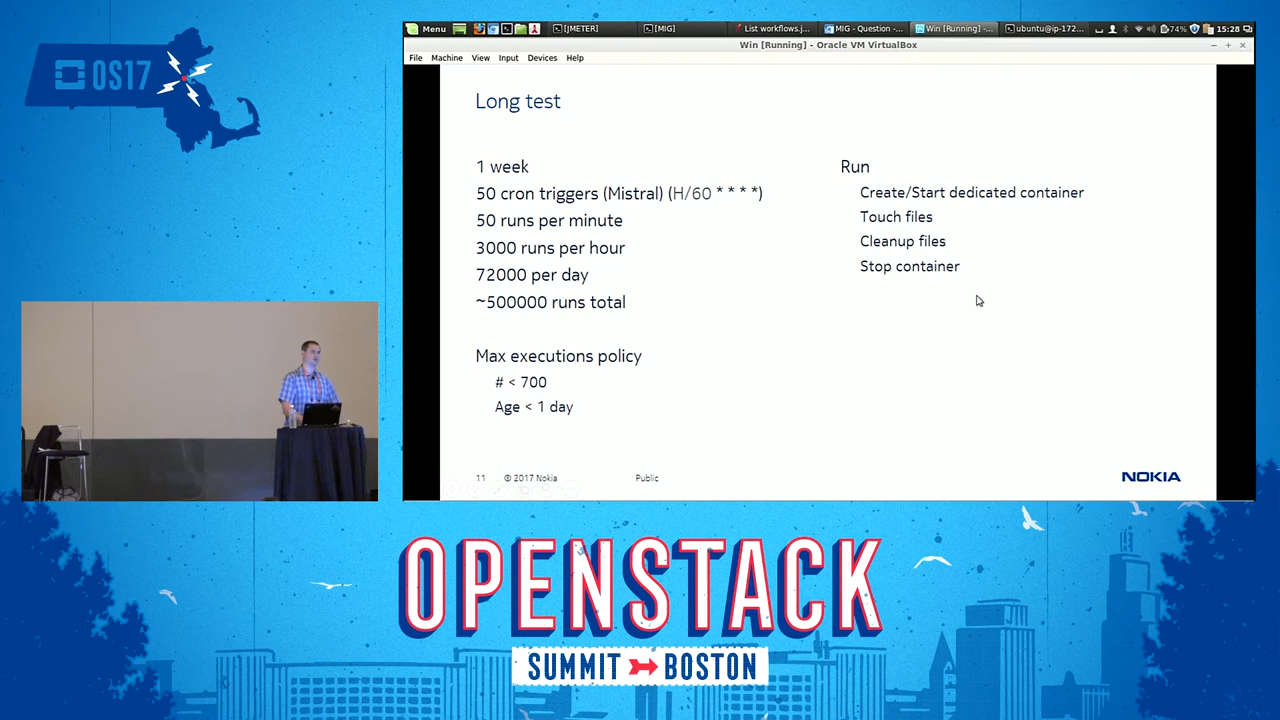 OS17
Menu
[JMETER]
[MIG]
List workflows.j...
MIG - Question -...
Win [Running] -...
ubuntu@ip-172...
74%
15:28
Win [Running] - Oracle VM VirtualBox
File Machine View Input Devices Help
Long test
1 week
50 cron triggers (Mistral) (H/60 * * * *)
50 runs per minute
3000 runs per hour
72000 per day
~500000 runs total
Max executions policy
# < 700
Age < 1 day
Run
Create/Start dedicated container
Touch files
Cleanup files
Stop container
11 © 2017 Nokia Public
NOKIA
OPENSTACK
SUMMIT BOSTON